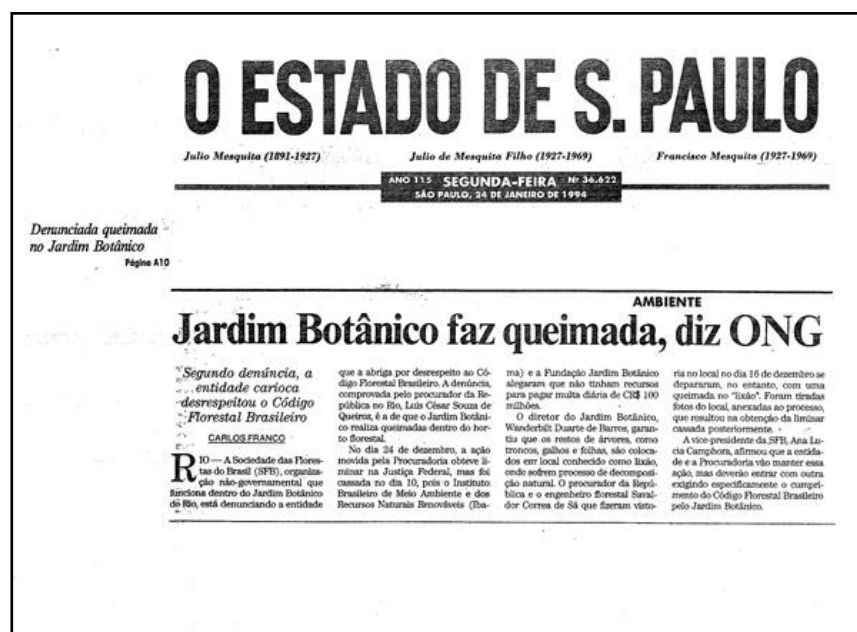 O ESTADO DE S. PAULO
Julio Mesquita (1891-1927) Julio de Mesquita Filho (1927-1969) Francisco Mesquita (1927-1969)
ANO 115 SEGUNDA-FEIRA Nº 36.622
SÃO PAULO, 24 DE JANEIRO DE 1994
Denunciada queimada
no Jardim Botânico
Página A10
AMBIENTE
Jardim Botânico faz queimada, diz ONG
Segundo denúncia, a
entidade carioca
desrespeitou o Código
Florestal Brasileiro
CARLOS FRANCO
RIO — A Sociedade das Flores-
tas do Brasil (SFB), organiza-
ção não-governamental que
funciona dentro do Jardim Botânico
do Rio, está denunciando a entidade
que a abriga por desrespeito ao Có-
digo Florestal Brasileiro. A denúncia,
comprovada pelo procurador da Re-
pública no Rio, Luis César Souza de
Queiroz, é a de que o Jardim Botâni-
co realiza queimadas dentro do hor-
to florestal.
No dia 24 de dezembro, a ação
movida pela Procuradoria obteve li-
minar na Justiça Federal, mas foi
cassada no dia 10, pois o Instituto
Brasileiro de Meio Ambiente e dos
Recursos Naturais Renováveis (Iba-
ma) e a Fundação Jardim Botânico
alegaram que não tinham recursos
para pagar multa diária de CR$ 100
milhões.
O diretor do Jardim Botânico,
Wanderbilt Duarte de Barros, garan-
tiu que os restos de árvores, como
troncos, galhos e folhas, são coloca-
dos em local conhecido como lixão,
onde sofrem processo de decomposi-
ção natural. O procurador da Repú-
blica e o engenheiro florestal Saval-
dor Correa de Sá que fizeram visto-
ria no local no dia 16 de dezembro se
depararam, no entanto, com uma
queimada no "lixão". Foram tiradas
fotos do local, anexadas ao processo,
que resultou na obtenção da liminar
cassada posteriormente.
A vice-presidente da SFB, Ana Lu-
cia Camphora, afirmou que a entida-
de e a Procuradoria vão manter essa
ação, mas deverão entrar com outra
exigindo especificamente o cumpri-
mento do Código Florestal Brasileiro
pelo Jardim Botânico.